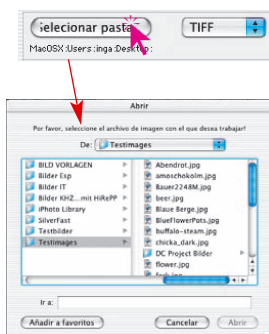 Selecionar pasta TIFF
MacOSX:Users:inga:Desktop:
Abrir
Por favor, seleccione el archivo de imagen con el que desea trabajar!
De: Testimages
BILD VORLAGEN
Bilder Esp
Bilder IT
Bilder KHZ...mit HiRePP
iPhoto Library
SilverFast
Testbilder
Testimages
Abendrot.jpg
amoschokolm.jpg
Bauer2248M.jpg
beer.jpg
Blaue Berge.jpg
BlueFlowerPots.jpg
buffalo-steam.jpg
chicka_dark.jpg
DC Project Bilder
flower.jpg
Ir a:
Añadir a favoritos Cancelar Abrir